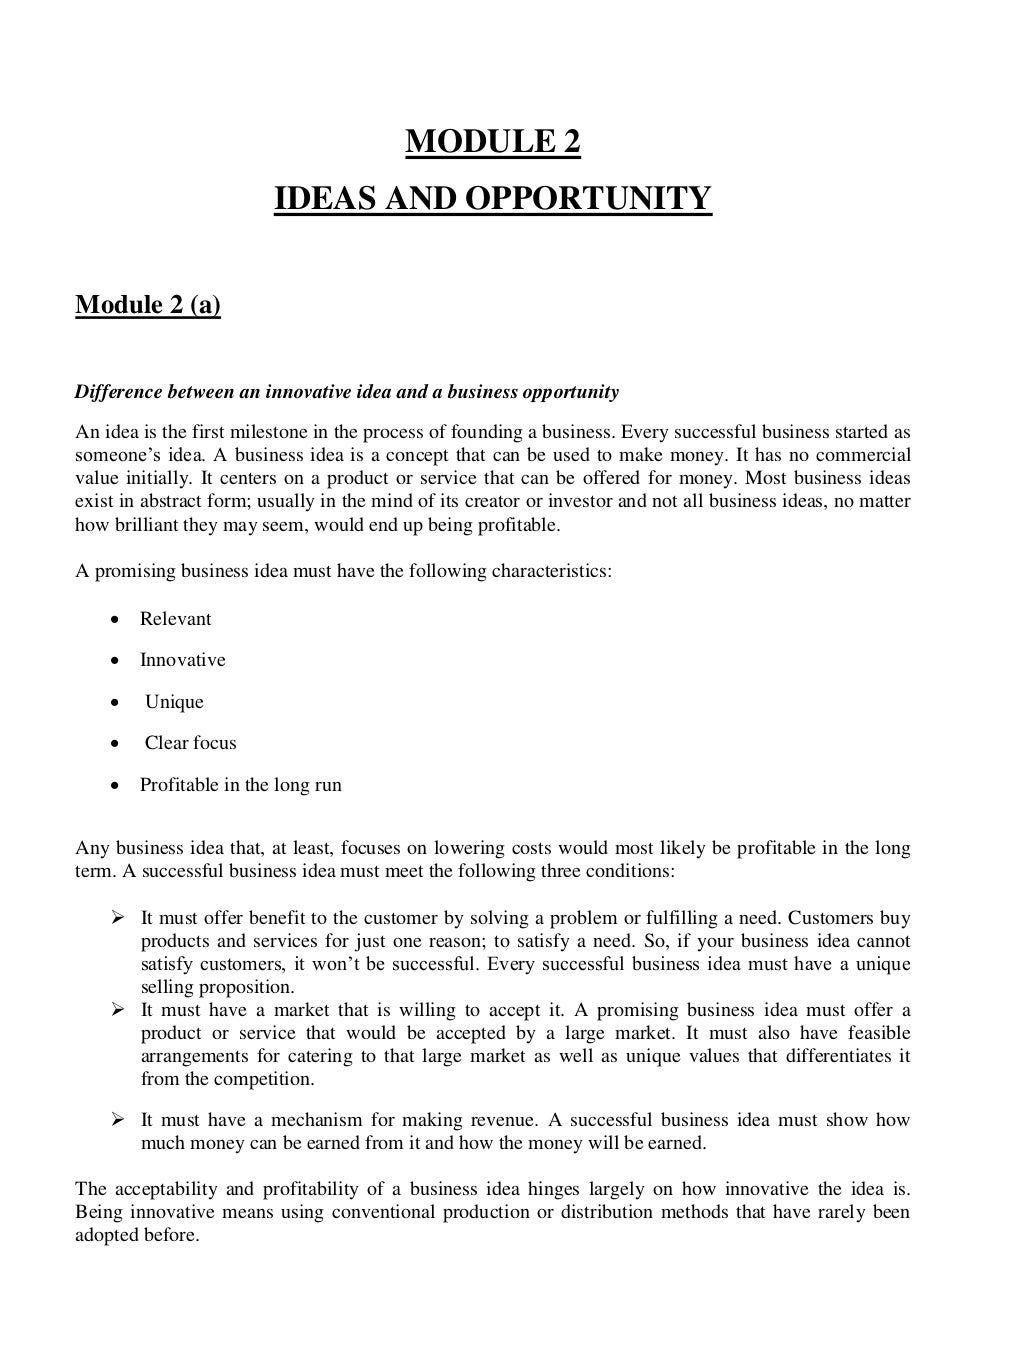 MODULE 2
IDEAS AND OPPORTUNITY
Module 2 (a)
Difference between an innovative idea and a business opportunity
An idea is the first milestone in the process of founding a business. Every successful business started as
someone’s idea. A business idea is a concept that can be used to make money. It has no commercial
value initially. It centers on a product or service that can be offered for money. Most business ideas
exist in abstract form; usually in the mind of its creator or investor and not all business ideas, no matter
how brilliant they may seem, would end up being profitable.
A promising business idea must have the following characteristics:
• Relevant
• Innovative
• Unique
• Clear focus
• Profitable in the long run
Any business idea that, at least, focuses on lowering costs would most likely be profitable in the long
term. A successful business idea must meet the following three conditions:
➢ It must offer benefit to the customer by solving a problem or fulfilling a need. Customers buy
products and services for just one reason; to satisfy a need. So, if your business idea cannot
satisfy customers, it won’t be successful. Every successful business idea must have a unique
selling proposition.
➢ It must have a market that is willing to accept it. A promising business idea must offer a
product or service that would be accepted by a large market. It must also have feasible
arrangements for catering to that large market as well as unique values that differentiates it
from the competition.
➢ It must have a mechanism for making revenue. A successful business idea must show how
much money can be earned from it and how the money will be earned.
The acceptability and profitability of a business idea hinges largely on how innovative the idea is.
Being innovative means using conventional production or distribution methods that have rarely been
adopted before.